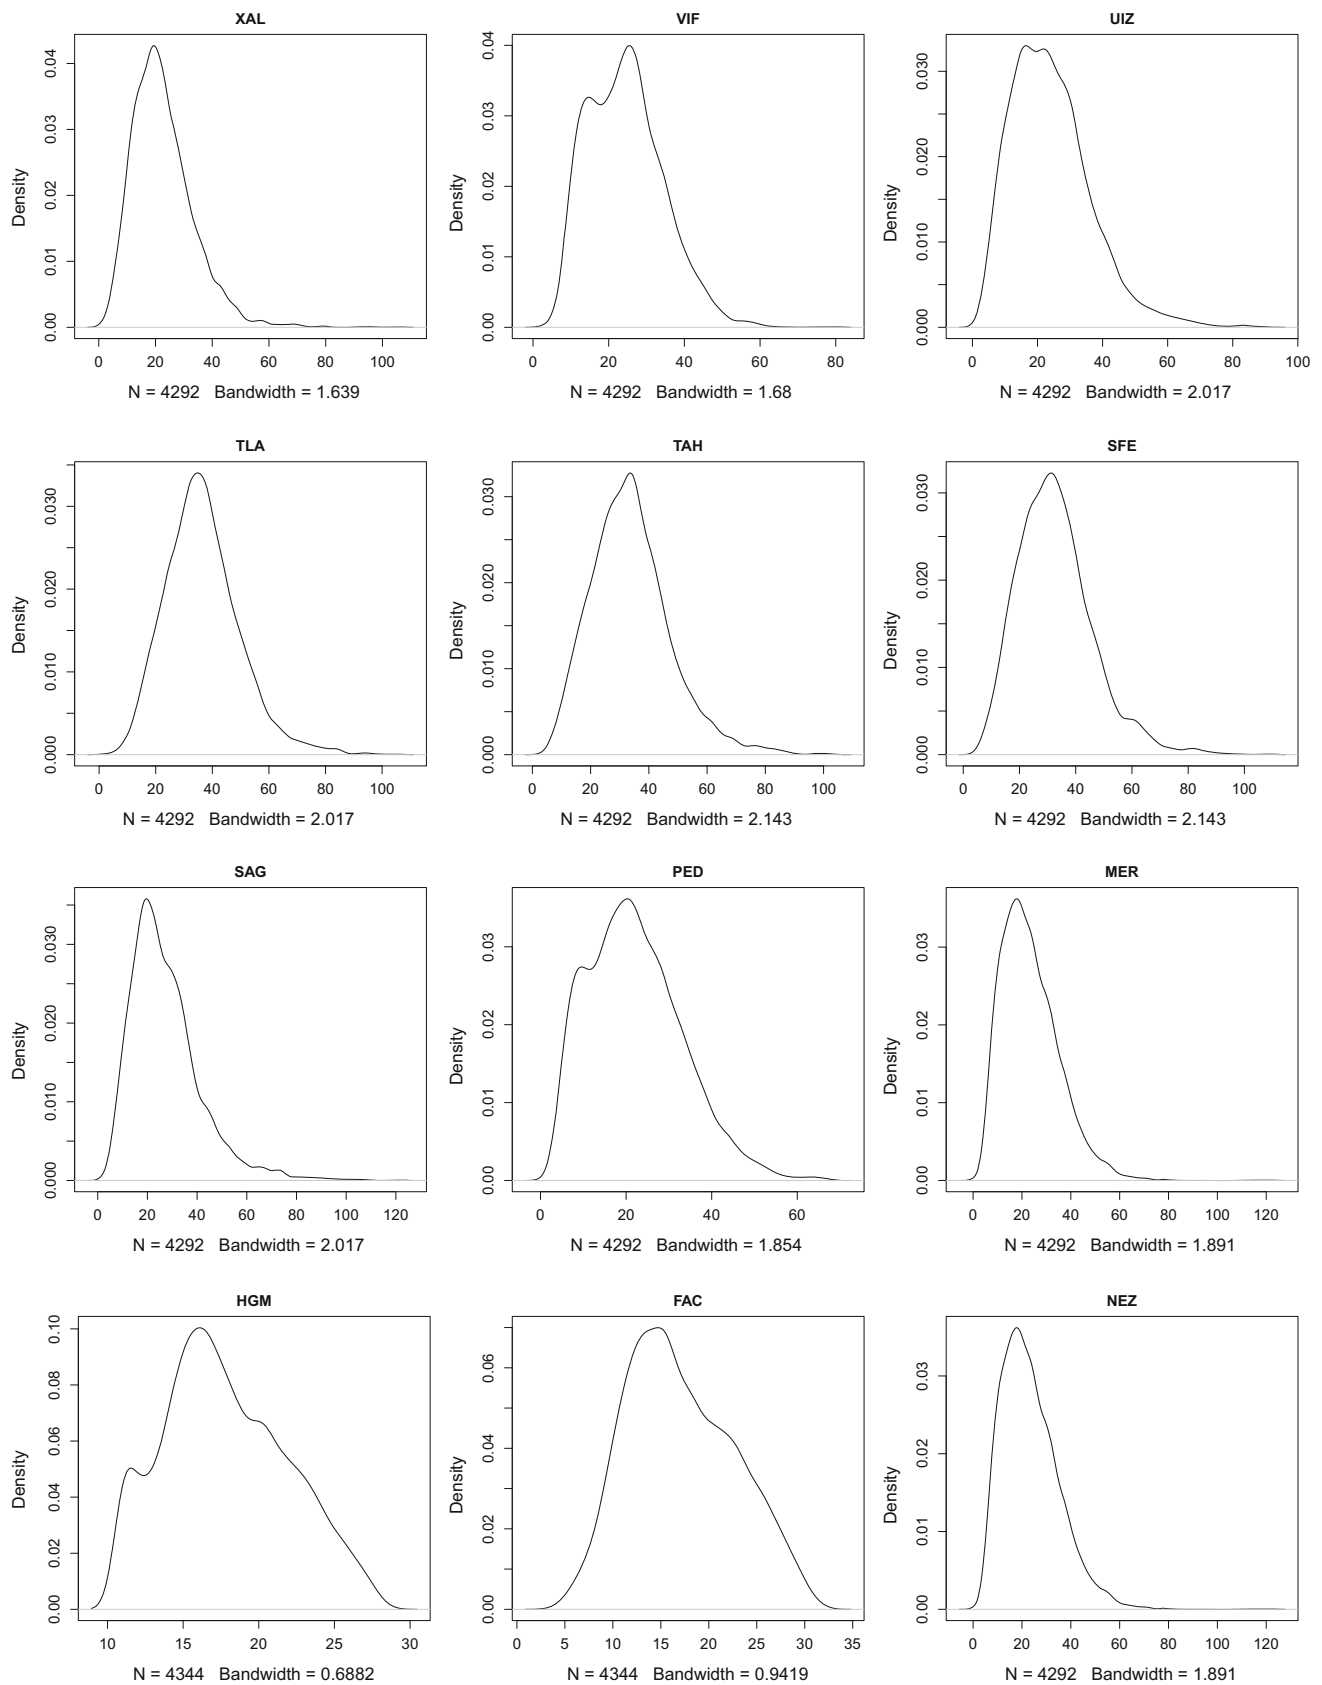 XAL
Density
0.00 0.01 0.02 0.03 0.04
0 20 40 60 80 100
N = 4292 Bandwidth = 1.639
VIF
Density
0.00 0.01 0.02 0.03 0.04
0 20 40 60 80
N = 4292 Bandwidth = 1.68
UIZ
Density
0.000 0.010 0.020 0.030
0 20 40 60 80 100
N = 4292 Bandwidth = 2.017
TLA
Density
0.000 0.010 0.020 0.030
0 20 40 60 80 100
N = 4292 Bandwidth = 2.017
TAH
Density
0.000 0.010 0.020 0.030
0 20 40 60 80 100
N = 4292 Bandwidth = 2.143
SFE
Density
0.000 0.010 0.020 0.030
0 20 40 60 80 100
N = 4292 Bandwidth = 2.143
SAG
Density
0.000 0.010 0.020 0.030
0 20 40 60 80 100 120
N = 4292 Bandwidth = 2.017
PED
Density
0.00 0.01 0.02 0.03
0 20 40 60
N = 4292 Bandwidth = 1.854
MER
Density
0.00 0.01 0.02 0.03
0 20 40 60 80 100 120
N = 4292 Bandwidth = 1.891
HGM
Density
0.00 0.02 0.04 0.06 0.08 0.10
10 15 20 25 30
N = 4344 Bandwidth = 0.6882
FAC
Density
0.00 0.02 0.04 0.06
0 5 10 15 20 25 30 35
N = 4344 Bandwidth = 0.9419
NEZ
Density
0.00 0.01 0.02 0.03
0 20 40 60 80 100 120
N = 4292 Bandwidth = 1.891